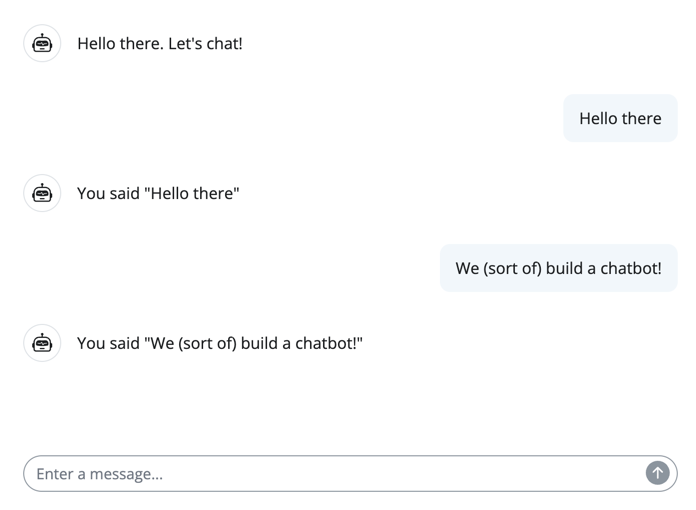 Hello there. Let's chat!
Hello there
You said "Hello there"
We (sort of) build a chatbot!
You said "We (sort of) build a chatbot!"
Enter a message...